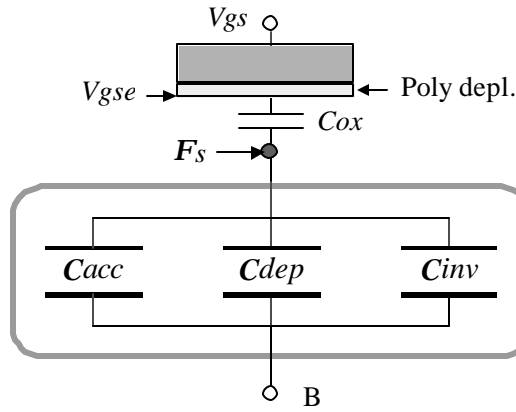 Vgs
Vgse
Poly depl.
Cox
Fs
Cacc
Cdep
Cinv
B